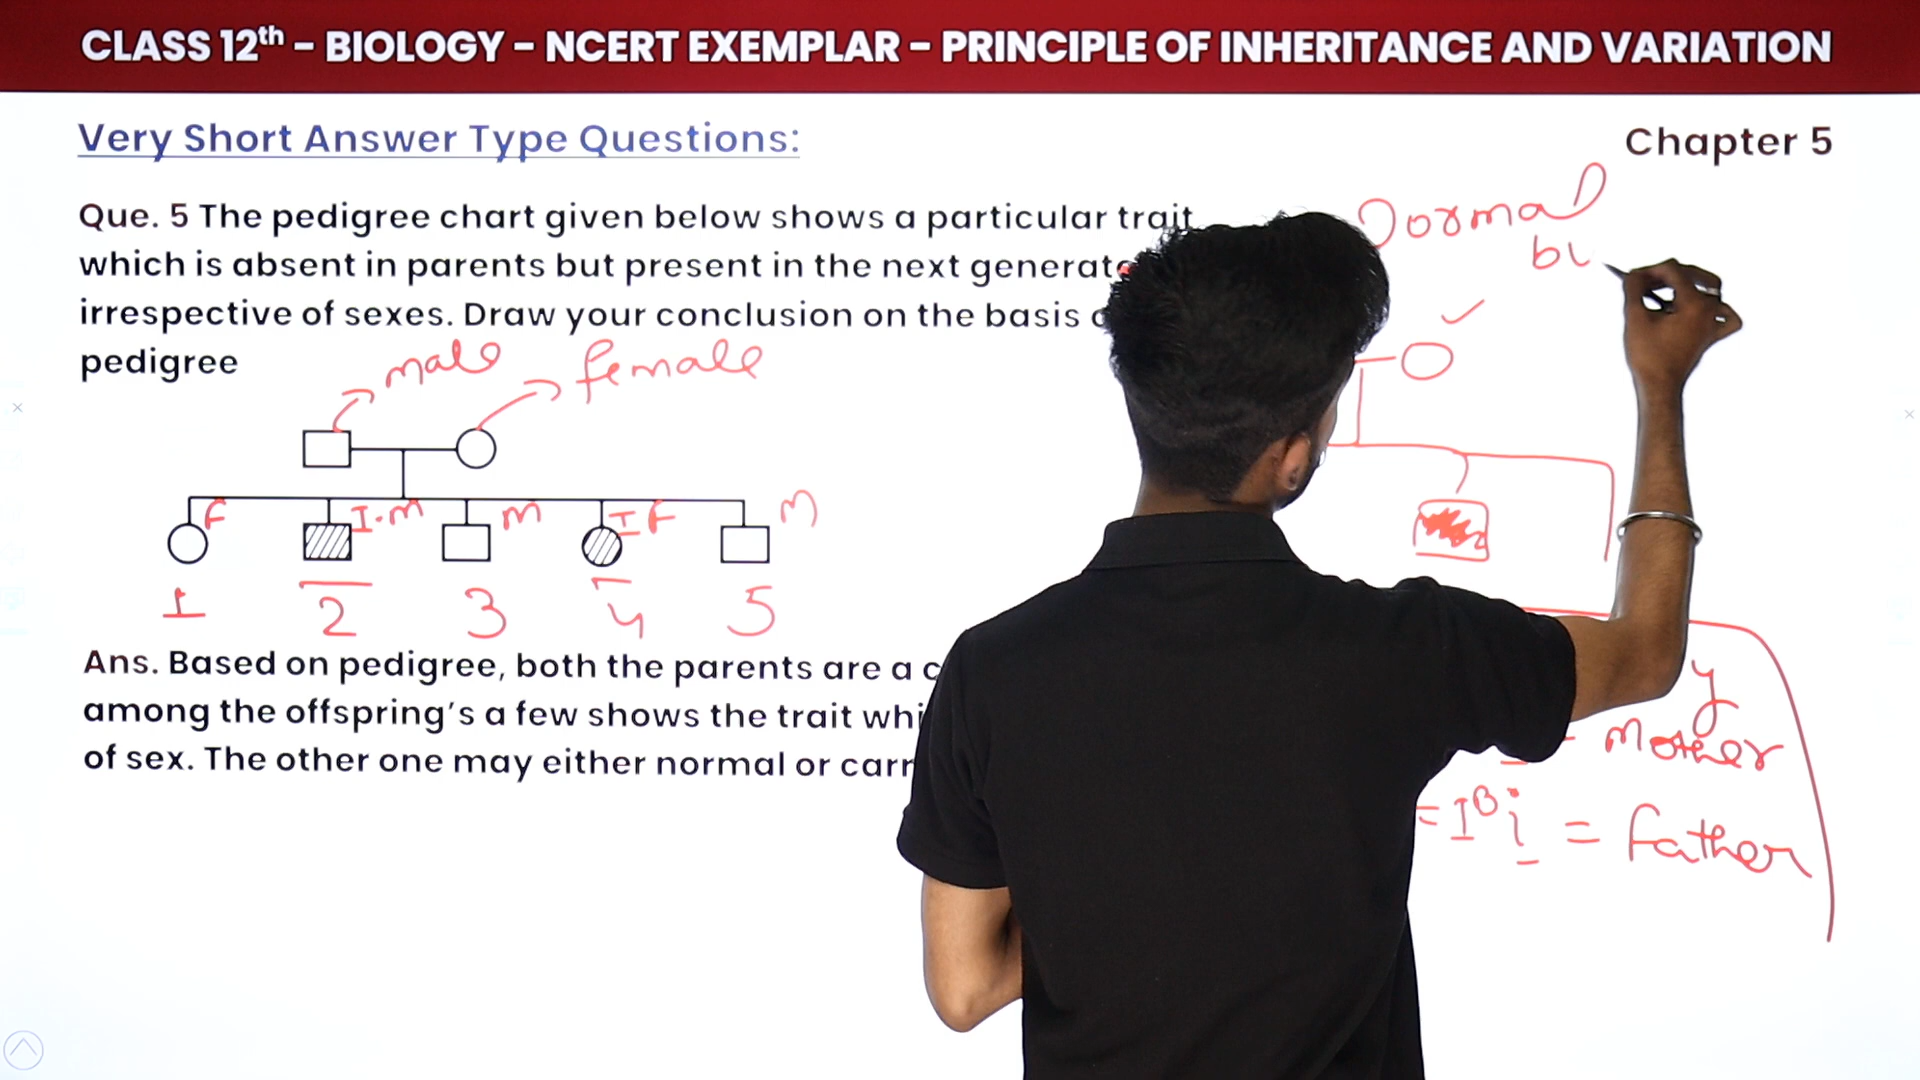 CLASS 12th – BIOLOGY – NCERT EXEMPLAR – PRINCIPLE OF INHERITANCE AND VARIATION
Very Short Answer Type Questions:
Chapter 5
Que. 5 The pedigree chart given below shows a particular trait
which is absent in parents but present in the next generat
irrespective of sexes. Draw your conclusion on the basis
pedigree
Normal
bu
male
female
F
I.M
M
IF
M
1
2
3
4
5
Ans. Based on pedigree, both the parents are a c
among the offspring's a few shows the trait whi
of sex. The other one may either normal or carr
y
- Mother
= IᴮI = Father